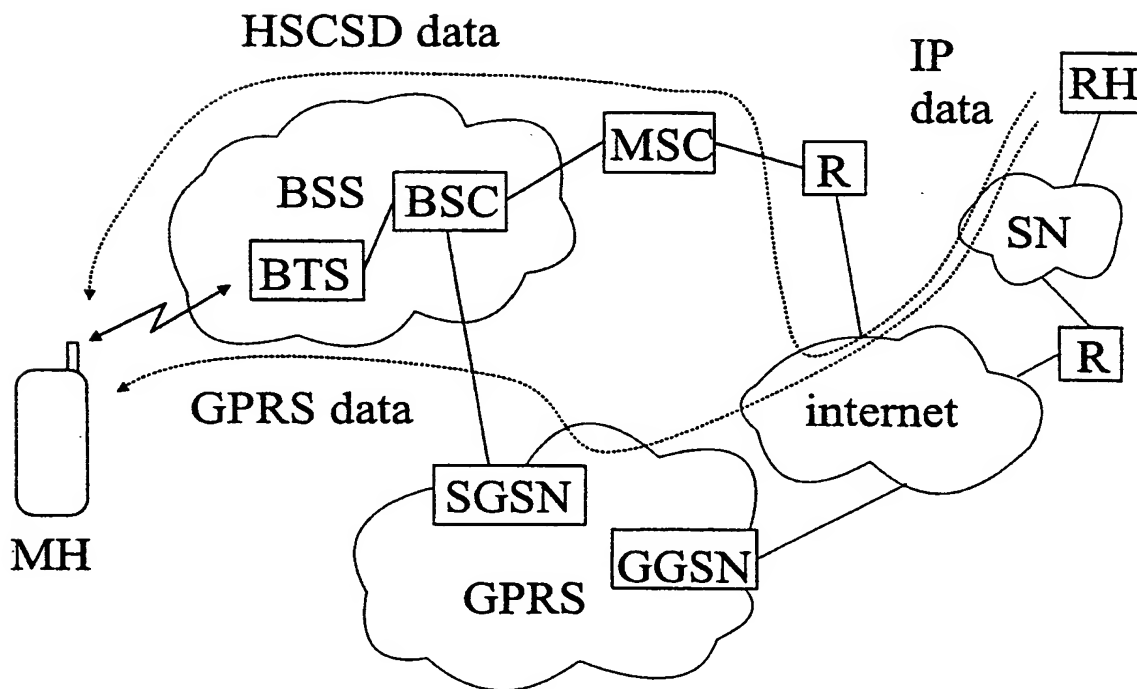 HSCSD data
IP
data
RH
MSC
R
BSS
BSC
SN
BTS
R
GPRS data
internet
SGSN
MH
GGSN
GPRS